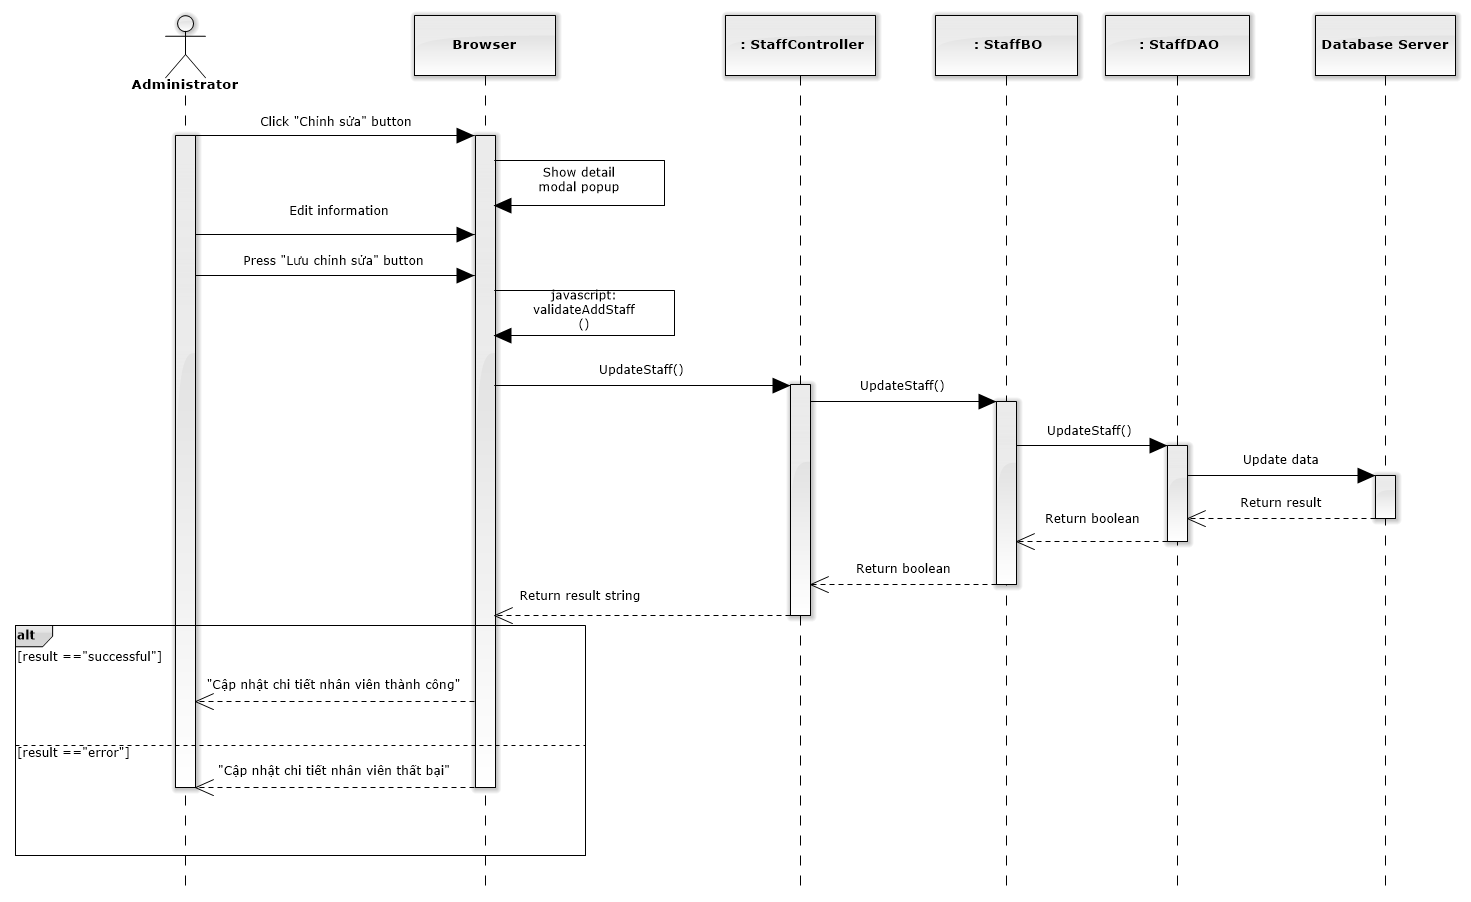 Administrator
Browser
: StaffController
: StaffBO
: StaffDAO
Database Server
Click "Chỉnh sửa" button
Show detail
modal popup
Edit information
Press "Lưu chỉnh sửa" button
javascript:
validateAddStaff
()
UpdateStaff()
UpdateStaff()
UpdateStaff()
Update data
Return result
Return boolean
Return boolean
Return result string
alt
[result =="successful"]
"Cập nhật chi tiết nhân viên thành công"
[result =="error"]
"Cập nhật chi tiết nhân viên thất bại"